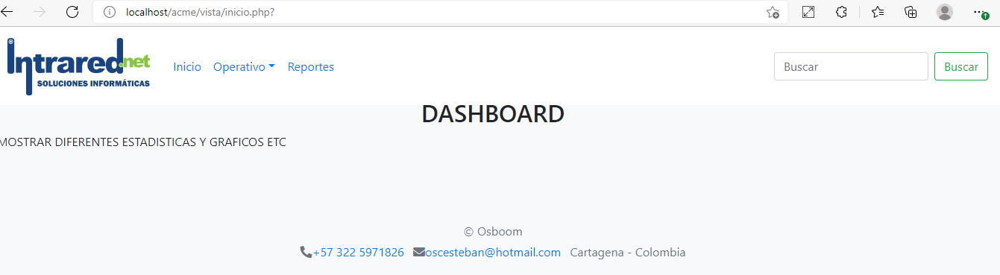 localhost/acme/vista/inicio.php?
Intrared.net
SOLUCIONES INFORMÁTICAS
Inicio Operativo Reportes Buscar Buscar
DASHBOARD
MOSTRAR DIFERENTES ESTADISTICAS Y GRAFICOS ETC
© Osboom
+57 322 5971826 oscesteban@hotmail.com Cartagena - Colombia